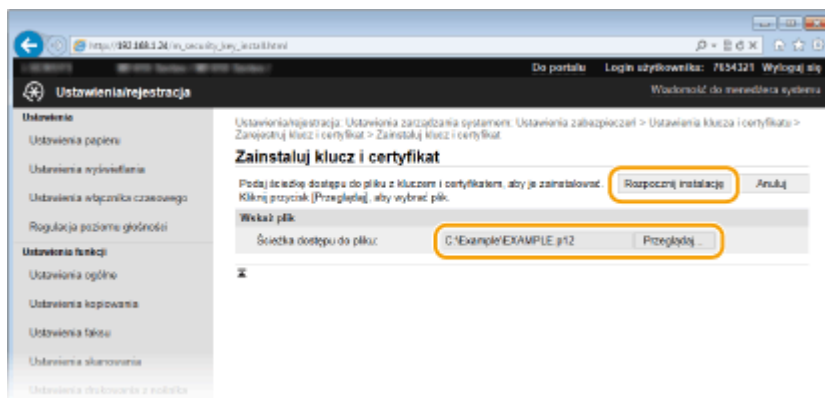 http://192.168.1.24/m_security_key_install.html
Do portalu Login użytkownika: 7654321 Wyloguj się
Ustawienia/rejestracja
Wiadomość do menedżera systemu
Ustawienia
Ustawienia papieru
Ustawienia wyświetlania
Ustawienia włącznika czasowego
Regulacja poziomu głośności
Ustawienia funkcji
Ustawienia ogólne
Ustawienia kopiowania
Ustawienia faksu
Ustawienia skanowania
Ustawienia drukowania z nośnika
Ustawienia/rejestracja: Ustawienia zarządzania systemem: Ustawienia zabezpieczeń > Ustawienia klucza i certyfikatu >
Zarejestruj klucz i certyfikat > Zainstaluj klucz i certyfikat
Zainstaluj klucz i certyfikat
Podaj ścieżkę dostępu do pliku z kluczem i certyfikatem, aby je zainstalować.
Kliknij przycisk [Przeglądaj], aby wybrać plik.
Rozpocznij instalację Anuluj
Wskaż plik
Ścieżka dostępu do pliku: C:\Example\EXAMPLE.p12 Przeglądaj...